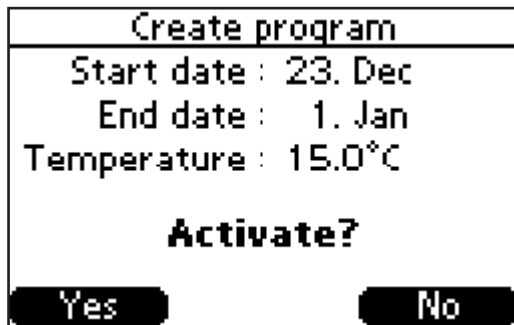 Create program
Start date : 23. Dec
End date : 1. Jan
Temperature : 15.0°C
Activate?
Yes No